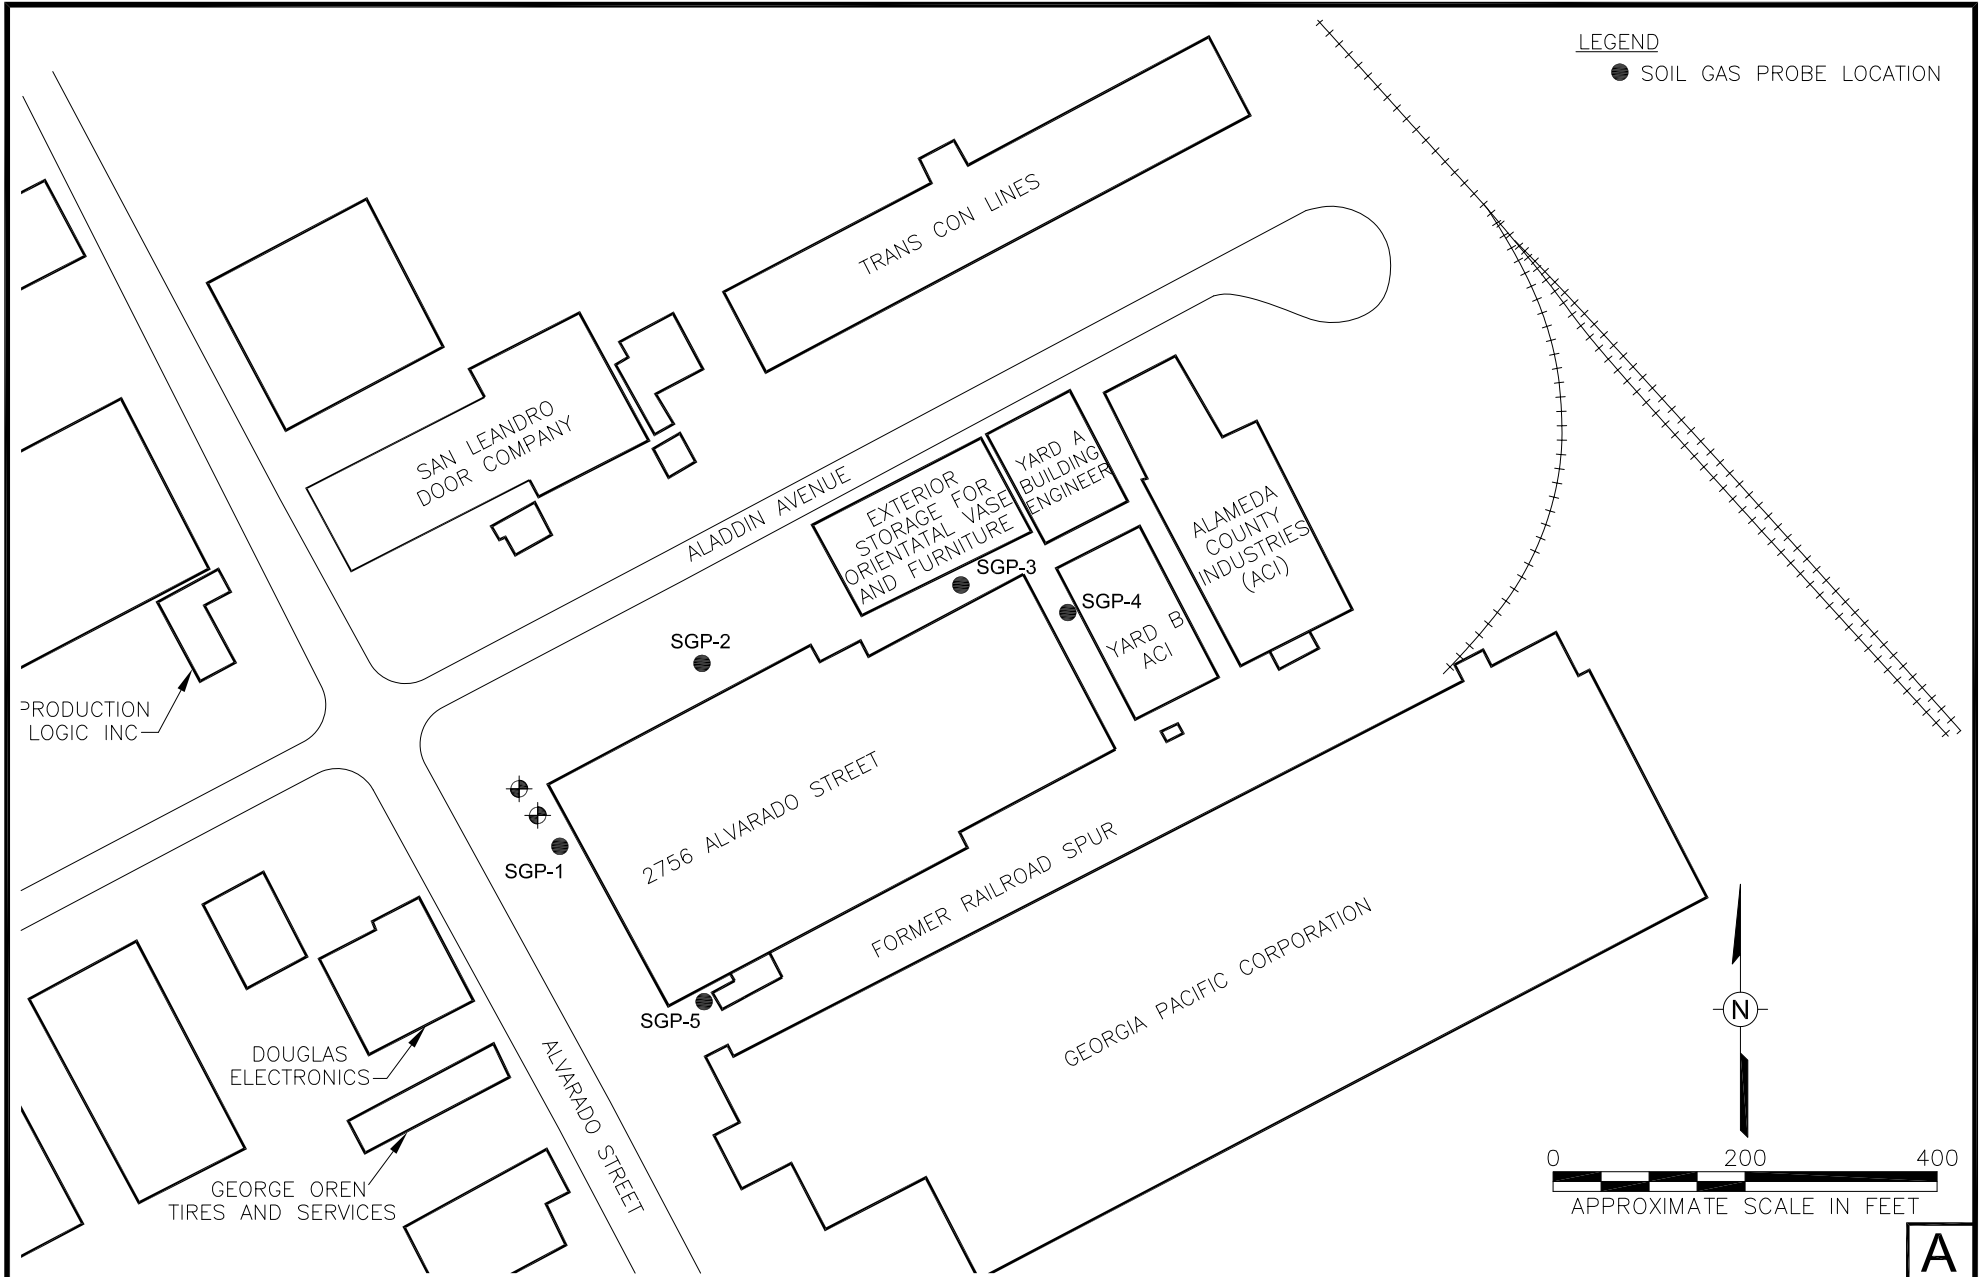 LEGEND
SOIL GAS PROBE LOCATION
TRANS CON LINES
SAN LEANDRO
DOOR COMPANY
ALADDIN AVENUE
EXTERIOR
STORAGE FOR
ORIENTATAL VASE
AND FURNITURE
YARD A
BUILDING
ENGINEER
ALAMEDA
COUNTY
INDUSTRIES
(ACI)
SGP-3
SGP-4
YARD B
ACI
SGP-2
PRODUCTION
LOGIC INC
2756 ALVARADO STREET
SGP-1
FORMER RAILROAD SPUR
GEORGIA PACIFIC CORPORATION
SGP-5
DOUGLAS
ELECTRONICS
ALVARADO STREET
GEORGE OREN
TIRES AND SERVICES
N
0 200 400
APPROXIMATE SCALE IN FEET
A